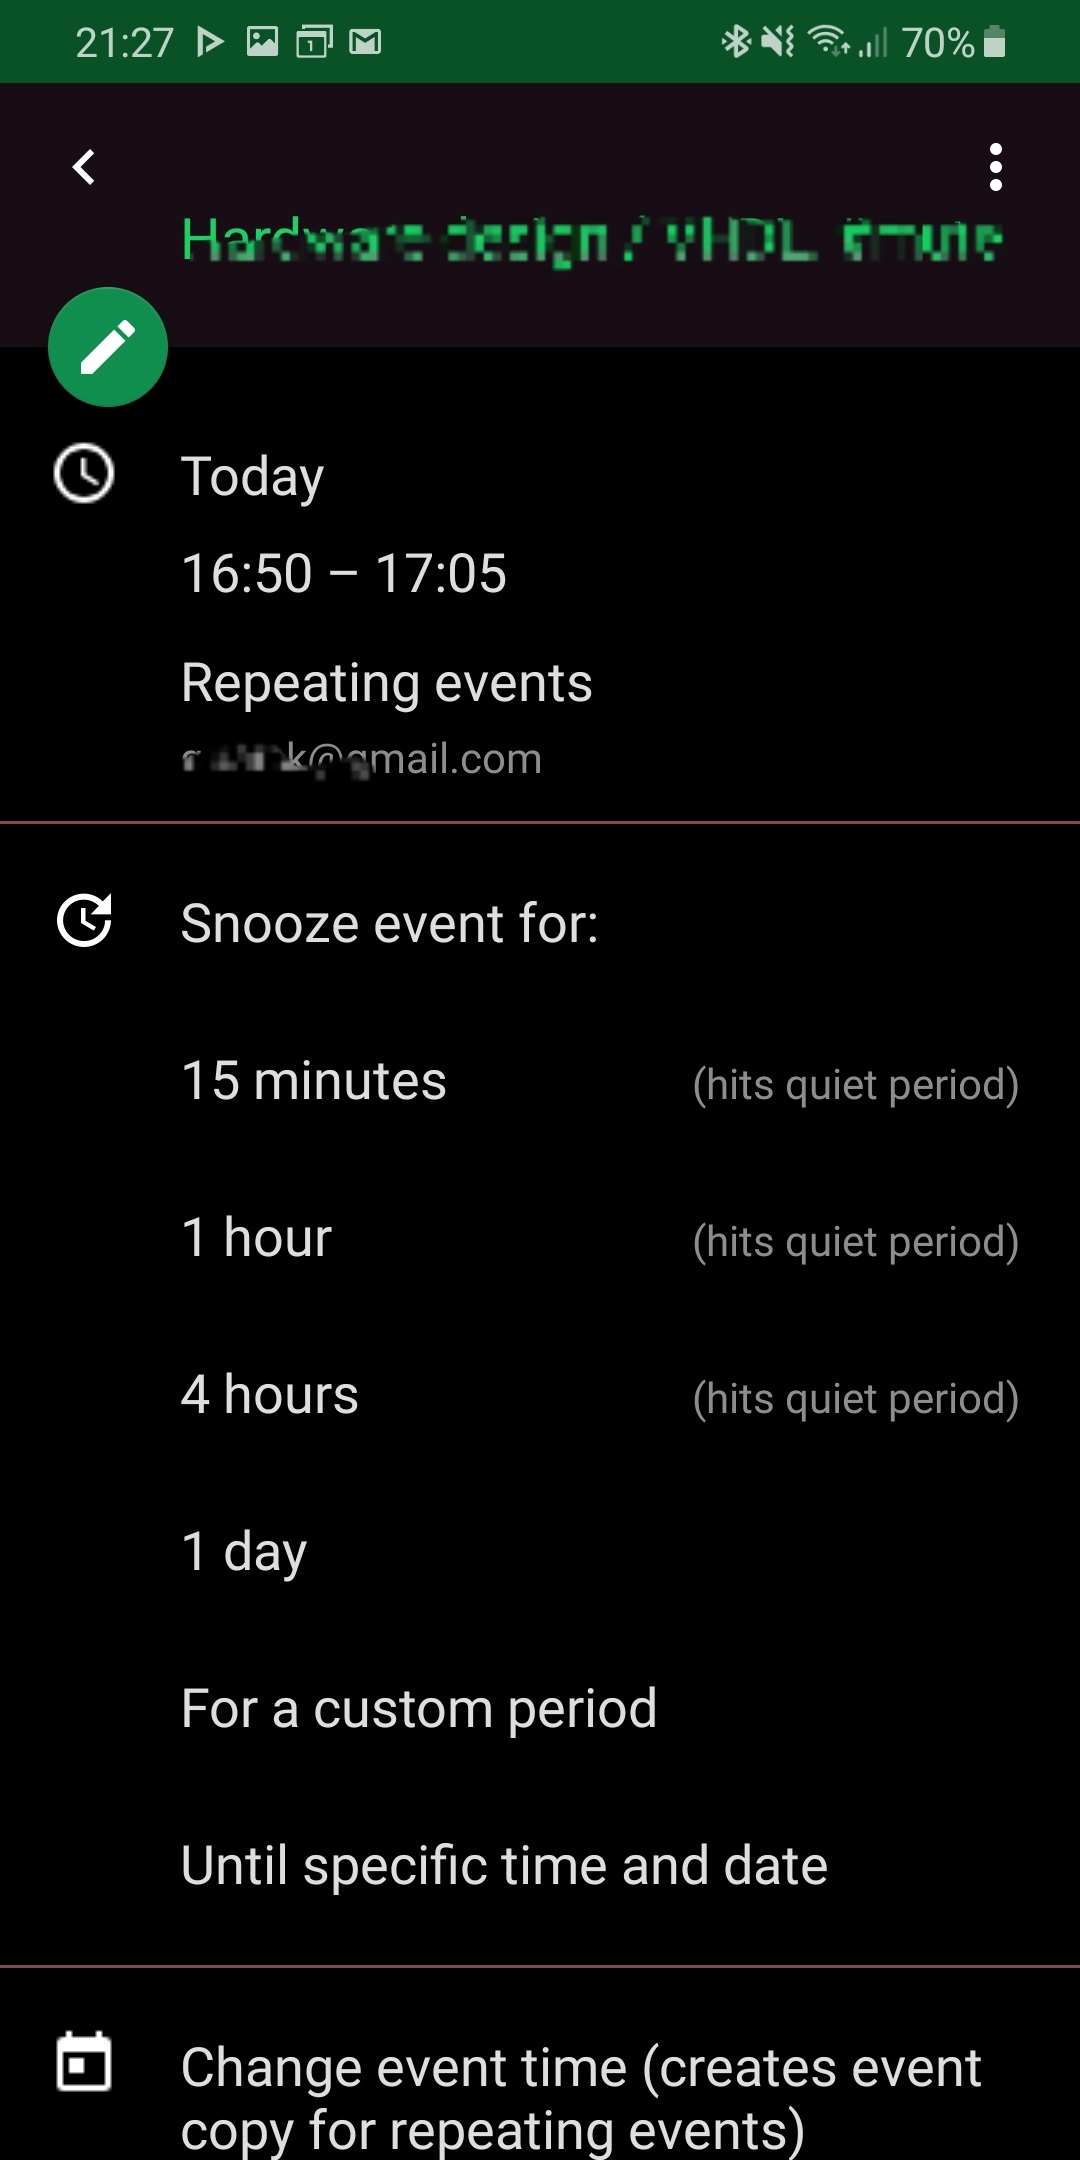 21:27
70%
Hardware design / VHDL
Today
16:50 – 17:05
Repeating events
k@gmail.com
Snooze event for:
15 minutes (hits quiet period)
1 hour (hits quiet period)
4 hours (hits quiet period)
1 day
For a custom period
Until specific time and date
Change event time (creates event
copy for repeating events)